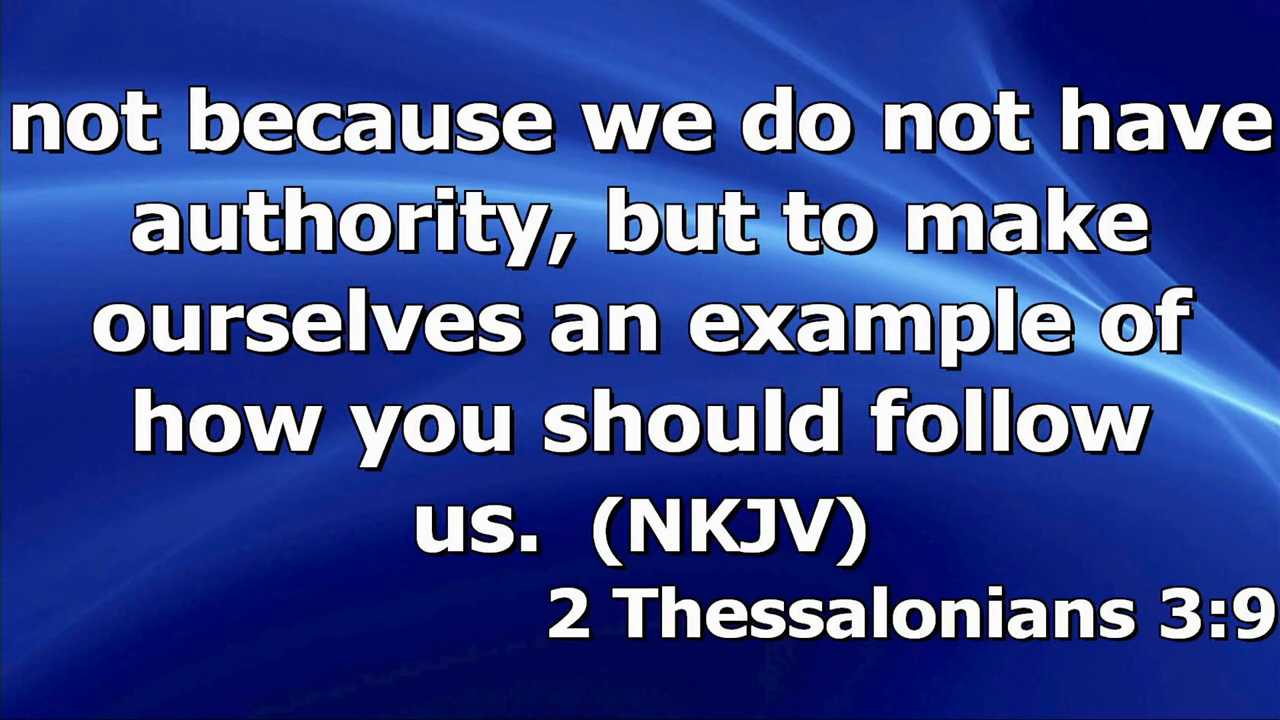 not because we do not have
authority, but to make
ourselves an example of
how you should follow
us.  (NKJV)
2 Thessalonians 3:9